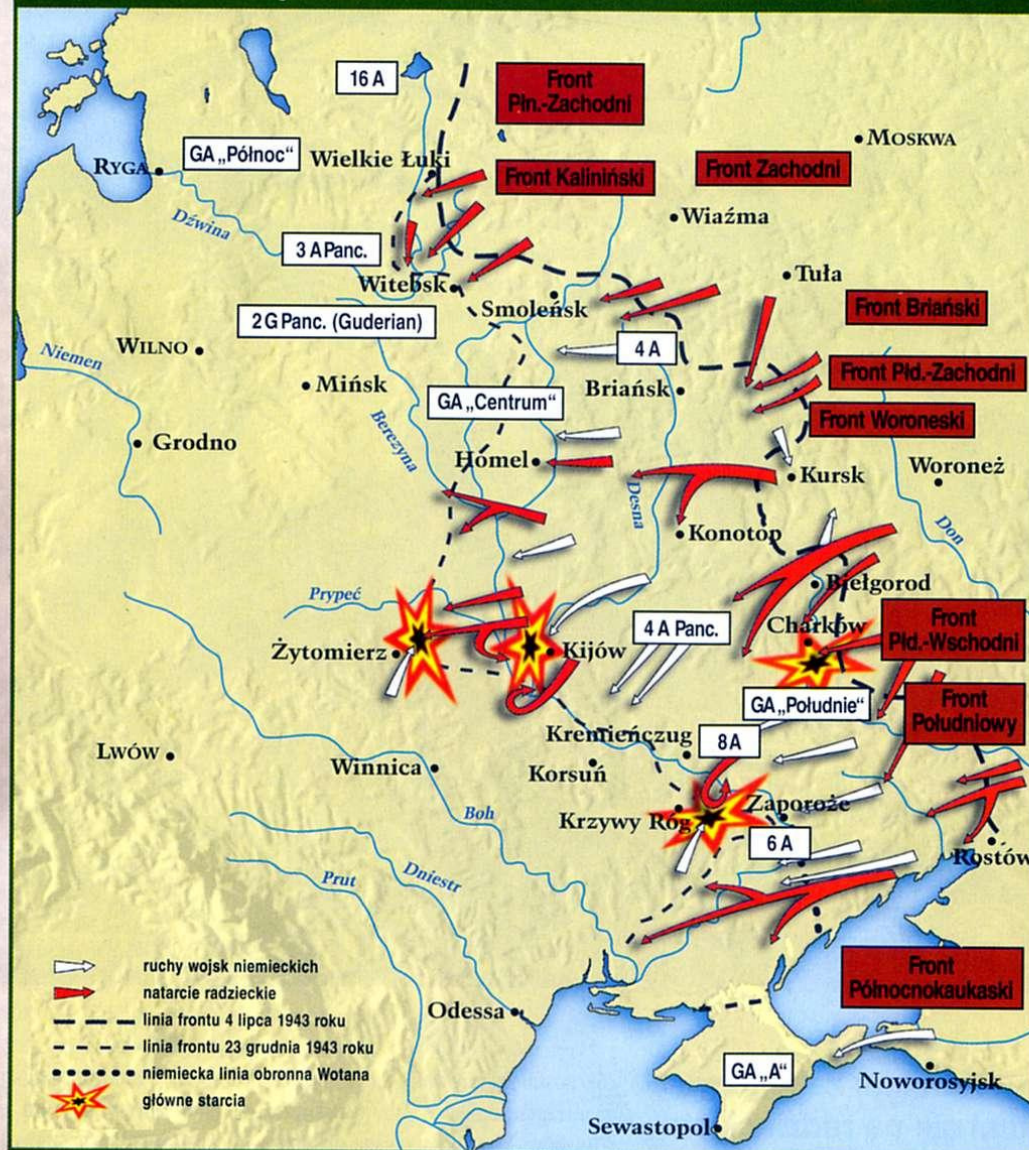 16 A
Front
Płn.-Zachodni
MOSKWA
GA „Północ“
Wielkie Łuki
RYGA
Front Kaliniński
Front Zachodni
Dźwina
Wiaźma
3 A Panc.
Witebsk
Tuła
Smoleńsk
Front Briański
2 G Panc. (Guderian)
4 A
WILNO
Niemen
Mińsk
Briańsk
Front Płd.-Zachodni
GA „Centrum“
Front Woroneski
Grodno
Berezyna
Homel
Kursk
Woroneż
Desna
Konotop
Don
Prypeć
Biełgorod
Front
Płd.-Wschodni
4 A Panc.
Charków
Żytomierz
Kijów
GA „Południe“
Front
Południowy
Kremieńczug
8 A
Lwów
Winnica
Korsuń
Boh
Krzywy Róg
Zaporoże
6 A
Rostów
Dniestr
Prut
ruchy wojsk niemieckich
natarcie radzieckie
linia frontu 4 lipca 1943 roku
linia frontu 23 grudnia 1943 roku
niemiecka linia obronna Wotana
główne starcia
Odessa
Front
Północnokaukaski
GA „A“
Noworosyjsk
Sewastopol